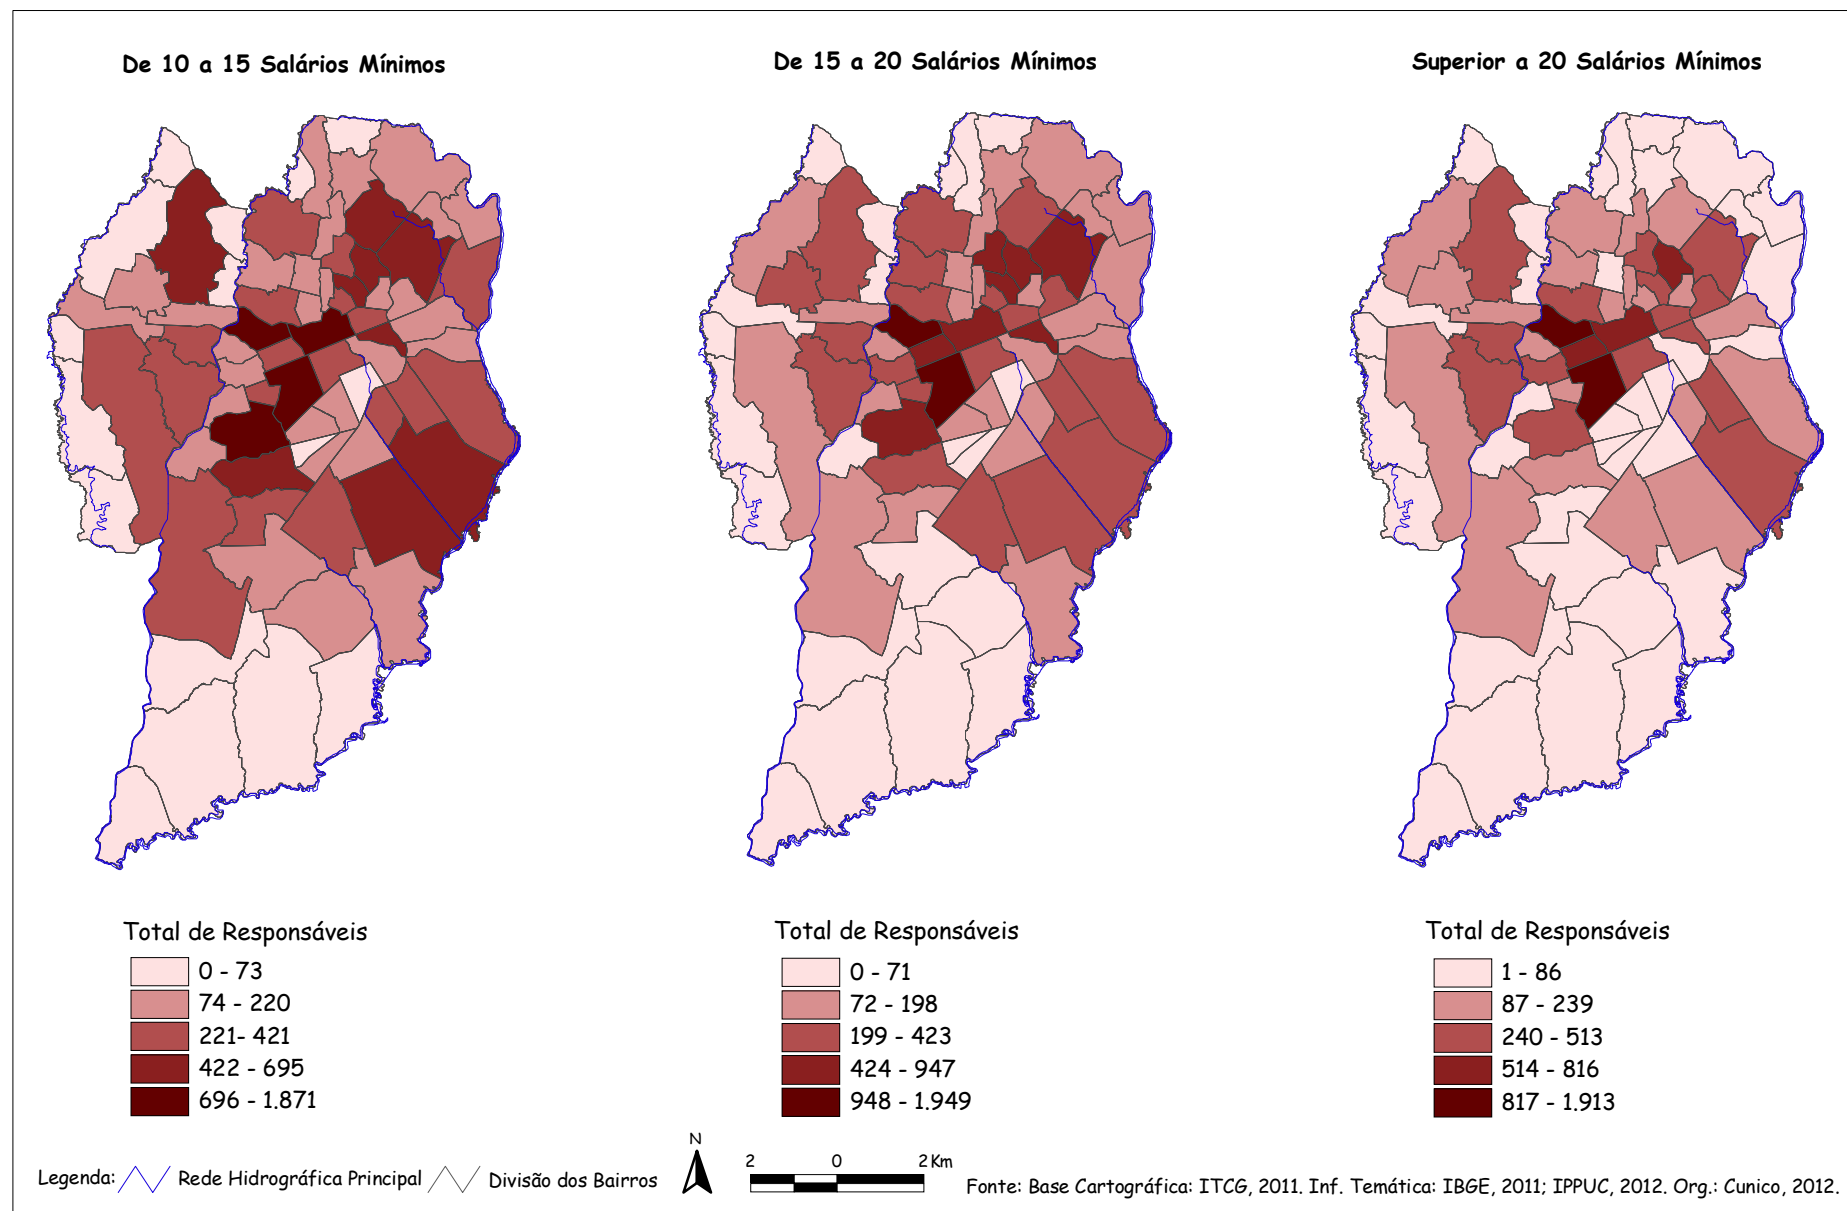 De 10 a 15 Salários Mínimos
De 15 a 20 Salários Mínimos
Superior a 20 Salários Mínimos
Total de Responsáveis
0 - 73
74 - 220
221- 421
422 - 695
696 - 1.871
Total de Responsáveis
0 - 71
72 - 198
199 - 423
424 - 947
948 - 1.949
Total de Responsáveis
1 - 86
87 - 239
240 - 513
514 - 816
817 - 1.913
Legenda: Rede Hidrográfica Principal Divisão dos Bairros
N
2 0 2 Km
Fonte: Base Cartográfica: ITCG, 2011. Inf. Temática: IBGE, 2011; IPPUC, 2012. Org.: Cunico, 2012.